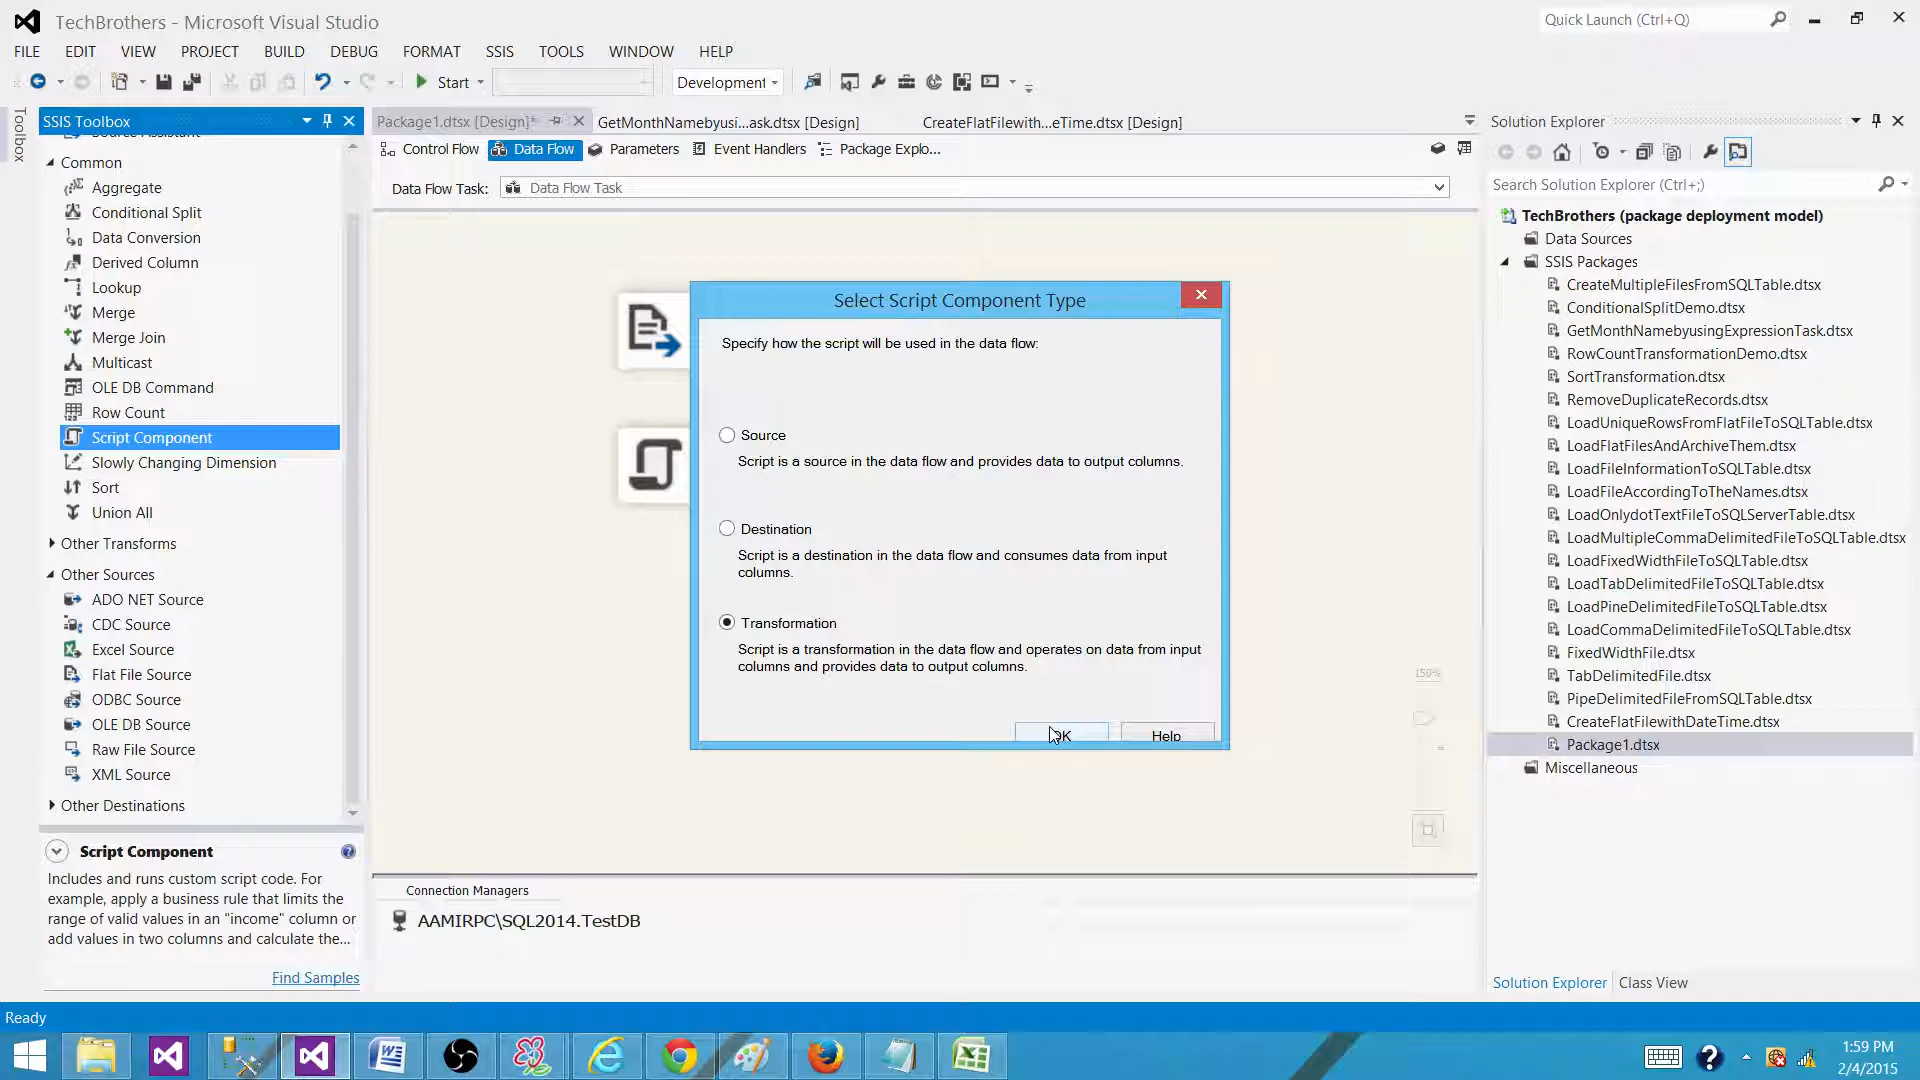 TechBrothers - Microsoft Visual Studio
Quick Launch (Ctrl+Q)
FILE EDIT VIEW PROJECT BUILD DEBUG FORMAT SSIS TOOLS WINDOW HELP
Start
Development
Toolbox
SSIS Toolbox
Source Assistant
Common
Aggregate
Conditional Split
Data Conversion
Derived Column
Lookup
Merge
Merge Join
Multicast
OLE DB Command
Row Count
Script Component
Slowly Changing Dimension
Sort
Union All
Other Transforms
Other Sources
ADO NET Source
CDC Source
Excel Source
Flat File Source
ODBC Source
OLE DB Source
Raw File Source
XML Source
Other Destinations
Script Component
Includes and runs custom script code. For
example, apply a business rule that limits the
range of valid values in an "income" column or
add values in two columns and calculate the...
Find Samples
Package1.dtsx [Design]*
GetMonthNamebyusi...ask.dtsx [Design]
CreateFlatFilewith...eTime.dtsx [Design]
Control Flow
Data Flow
Parameters
Event Handlers
Package Explo...
Data Flow Task:
Data Flow Task
Select Script Component Type
Specify how the script will be used in the data flow:
Source
Script is a source in the data flow and provides data to output columns.
Destination
Script is a destination in the data flow and consumes data from input
columns.
Transformation
Script is a transformation in the data flow and operates on data from input
columns and provides data to output columns.
OK
Help
150%
Connection Managers
AAMIRPC\SQL2014.TestDB
Solution Explorer
Search Solution Explorer (Ctrl+;)
TechBrothers (package deployment model)
Data Sources
SSIS Packages
CreateMultipleFilesFromSQLTable.dtsx
ConditionalSplitDemo.dtsx
GetMonthNamebyusingExpressionTask.dtsx
RowCountTransformationDemo.dtsx
SortTransformation.dtsx
RemoveDuplicateRecords.dtsx
LoadUniqueRowsFromFlatFileToSQLTable.dtsx
LoadFlatFilesAndArchiveThem.dtsx
LoadFileInformationToSQLTable.dtsx
LoadFileAccordingToTheNames.dtsx
LoadOnlydotTextFileToSQLServerTable.dtsx
LoadMultipleCommaDelimitedFileToSQLTable.dtsx
LoadFixedWidthFileToSQLTable.dtsx
LoadTabDelimitedFileToSQLTable.dtsx
LoadPineDelimitedFileToSQLTable.dtsx
LoadCommaDelimitedFileToSQLTable.dtsx
FixedWidthFile.dtsx
TabDelimitedFile.dtsx
PipeDelimitedFileFromSQLTable.dtsx
CreateFlatFilewithDateTime.dtsx
Package1.dtsx
Miscellaneous
Solution Explorer
Class View
Ready
1:59 PM
2/4/2015